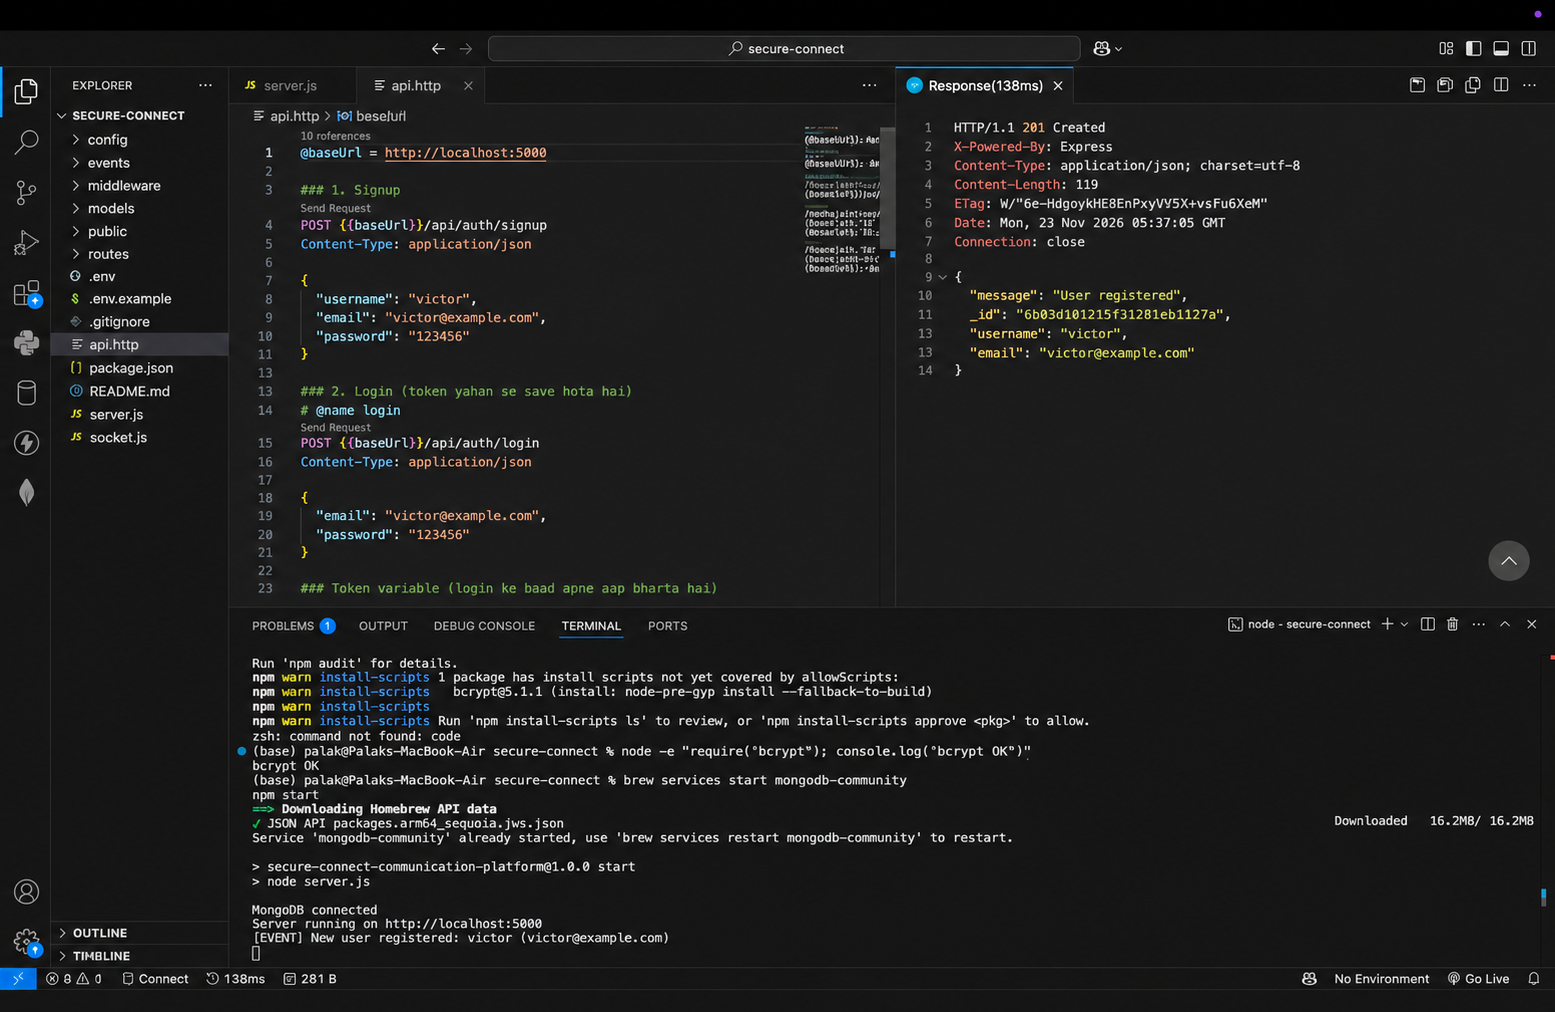 secure-connect
EXPLORER
SECURE-CONNECT
config
events
middleware
models
public
routes
.env
.env.example
.gitignore
api.http
package.json
README.md
server.js
socket.js
OUTLINE
TIMBLINE
JS server.js
api.http
api.http > bese/url
10 roferences
1 @baseUrl = http://localhost:5000
2
3 ### 1. Signup
Send Request
4 POST {{baseUrl}}/api/auth/signup
5 Content-Type: application/json
6
7 {
8 "username": "victor",
9 "email": "victor@example.com",
10 "password": "123456"
11 }
13
13 ### 2. Login (token yahan se save hota hai)
14 # @name login
Send Request
15 POST {{baseUrl}}/api/auth/login
16 Content-Type: application/json
17
18 {
19 "email": "victor@example.com",
20 "password": "123456"
21 }
22
23 ### Token variable (login ke baad apne aap bharta hai)
Response(138ms)
1 HTTP/1.1 201 Created
2 X-Powered-By: Express
3 Content-Type: application/json; charset=utf-8
4 Content-Length: 119
5 ETag: W/"6e-HdgoykHE8EnPxyVY5X+vsFu6XeM"
6 Date: Mon, 23 Nov 2026 05:37:05 GMT
7 Connection: close
8
9 {
10 "message": "User registered",
11 _id": "6b03d101215f31281eb1127a",
13 "username": "victor",
13 "email": "victor@example.com"
14 }
PROBLEMS 1 OUTPUT DEBUG CONSOLE TERMINAL PORTS
node - secure-connect
Run 'npm audit' for details.
npm warn install-scripts 1 package has install scripts not yet covered by allowScripts:
npm warn install-scripts bcrypt@5.1.1 (install: node-pre-gyp install --fallback-to-build)
npm warn install-scripts
npm warn install-scripts Run 'npm install-scripts ls' to review, or 'npm install-scripts approve <pkg>' to allow.
zsh: command not found: code
(base) palak@Palaks-MacBook-Air secure-connect % node -e "require("bcrypt"); console.log("bcrypt OK")"
bcrypt OK
(base) palak@Palaks-MacBook-Air secure-connect % brew services start mongodb-community
npm start
==> Downloading Homebrew API data
✓ JSON API packages.arm64_sequoia.jws.json Downloaded 16.2MB/ 16.2MB
Service 'mongodb-community' already started, use 'brew services restart mongodb-community' to restart.
> secure-connect-communication-platform@1.0.0 start
> node server.js
MongoDB connected
Server running on http://localhost:5000
[EVENT] New user registered: victor (victor@example.com)
8 0 Connect 138ms 281 B
No Environment Go Live